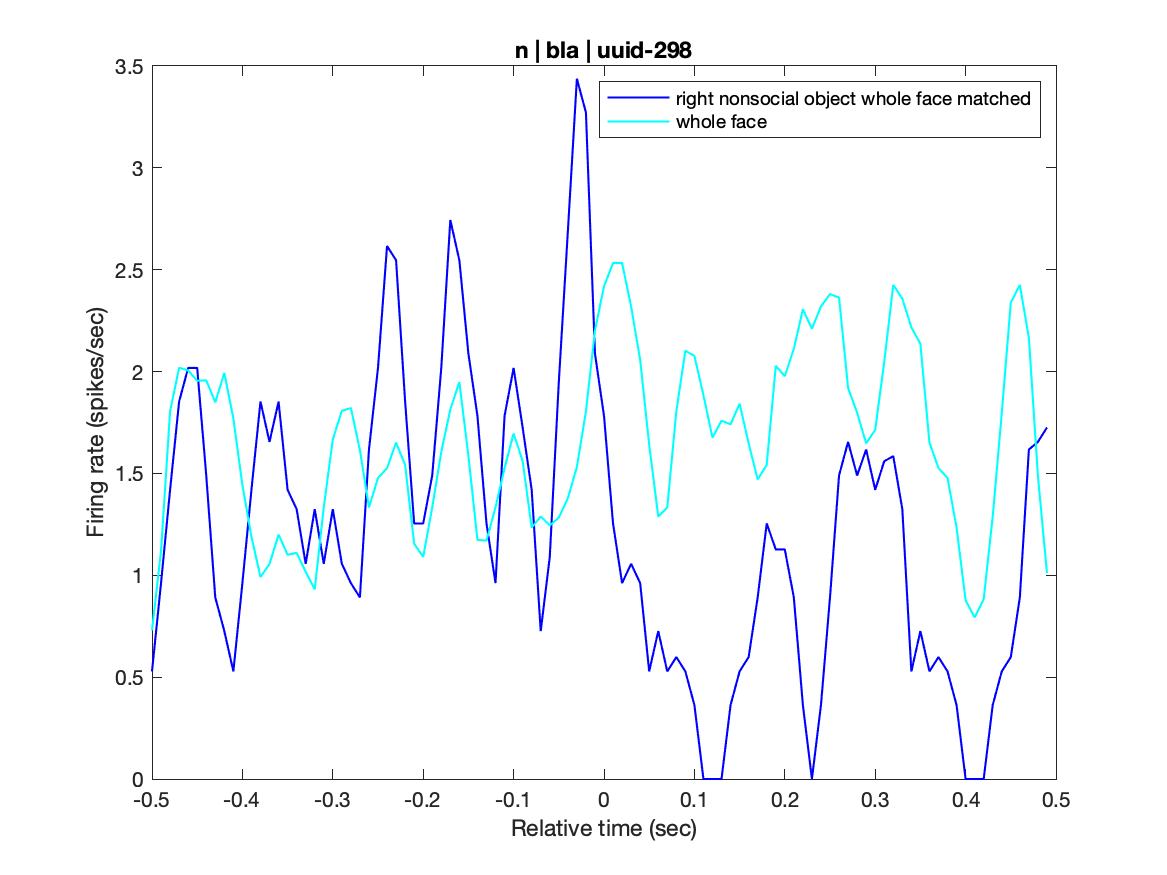 n | bla | uuid-298
right nonsocial object whole face matched
whole face
Firing rate (spikes/sec)
3.5
3
2.5
2
1.5
1
0.5
0
-0.5 -0.4 -0.3 -0.2 -0.1 0 0.1 0.2 0.3 0.4 0.5
Relative time (sec)